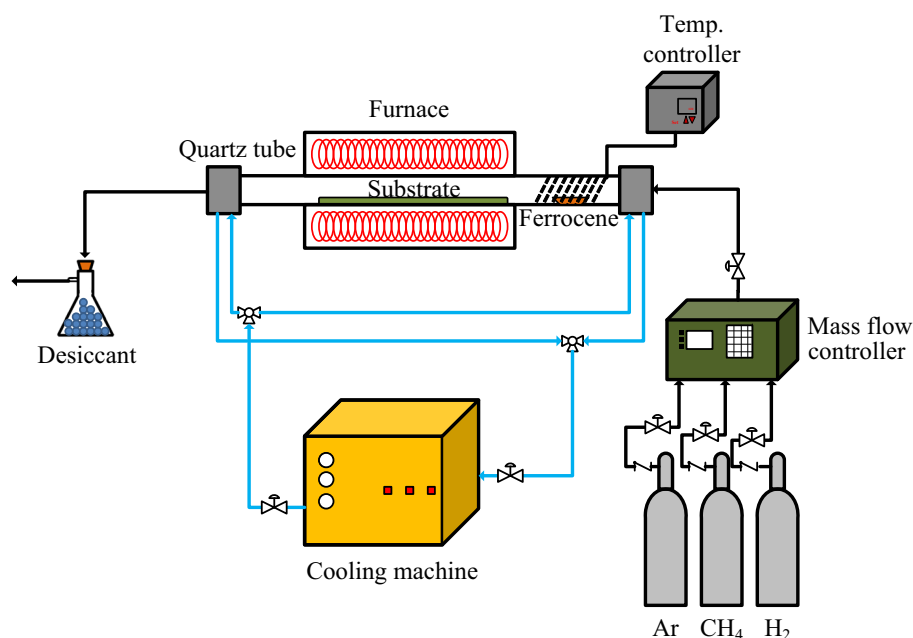 Temp.
controller
Furnace
Quartz tube
Substrate
Ferrocene
Desiccant
Mass flow
controller
Cooling machine
Ar CH₄ H₂